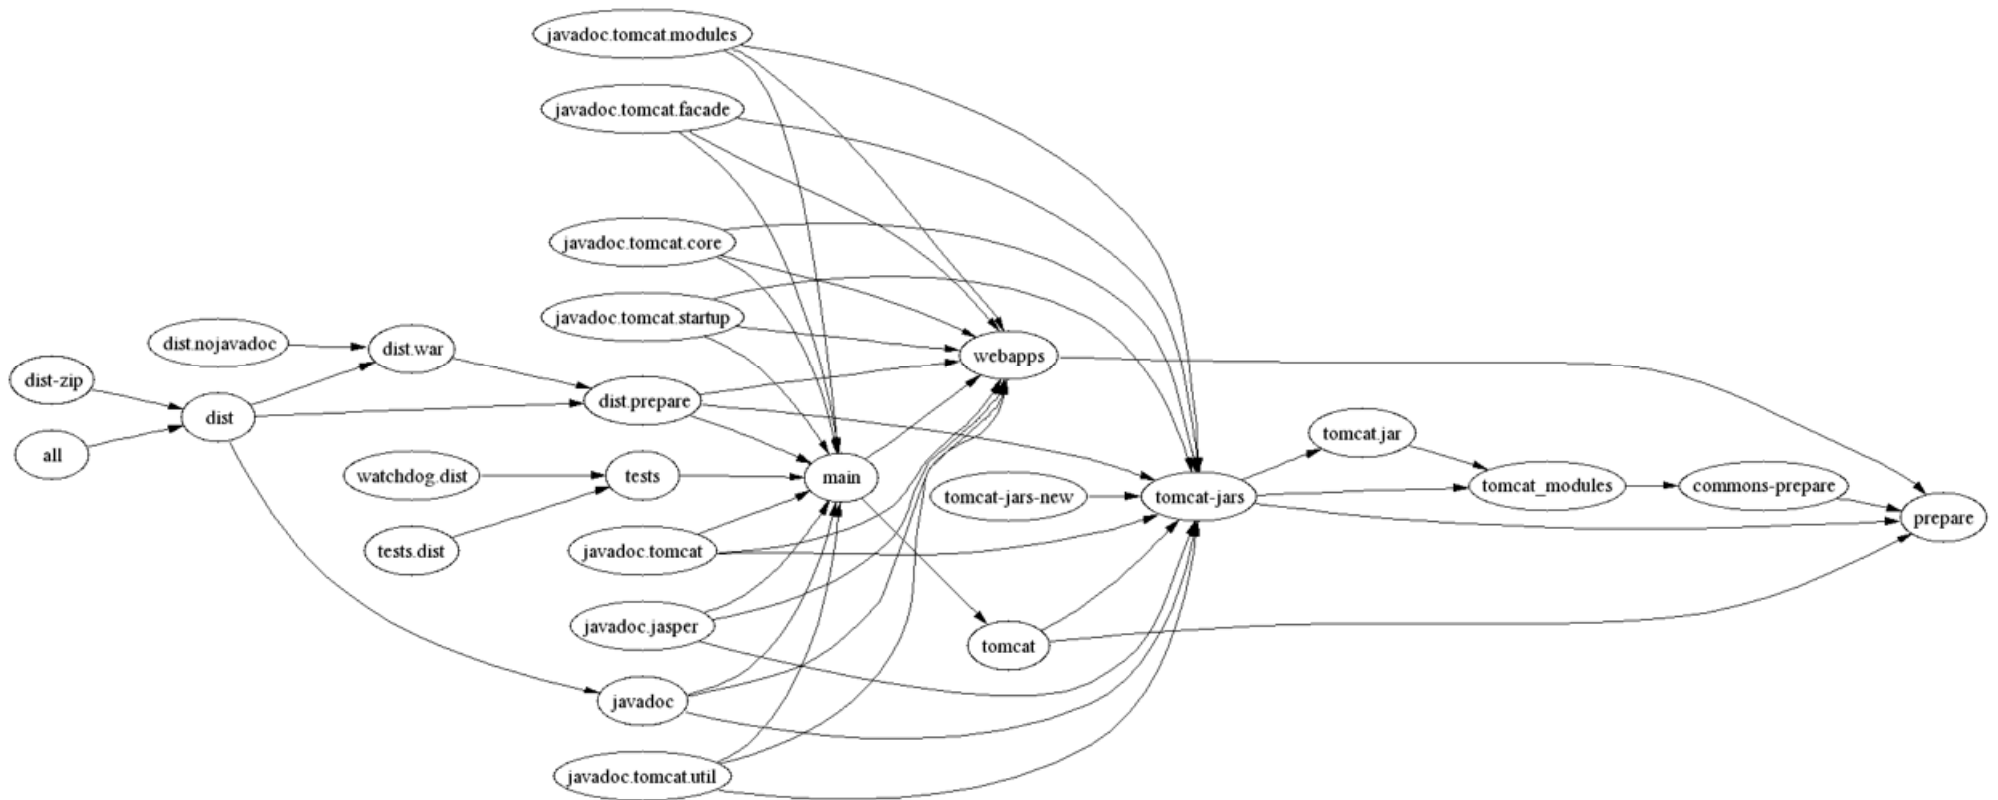 javadoc.tomcat.modules
javadoc.tomcat.facade
javadoc.tomcat.core
javadoc.tomcat.startup
dist.nojavadoc
dist.war
webapps
dist-zip
dist.prepare
dist
tomcat.jar
all
watchdog.dist
tests
main
tomcat-jars-new
tomcat-jars
tomcat_modules
commons-prepare
prepare
tests.dist
javadoc.tomcat
javadoc.jasper
tomcat
javadoc
javadoc.tomcat.util